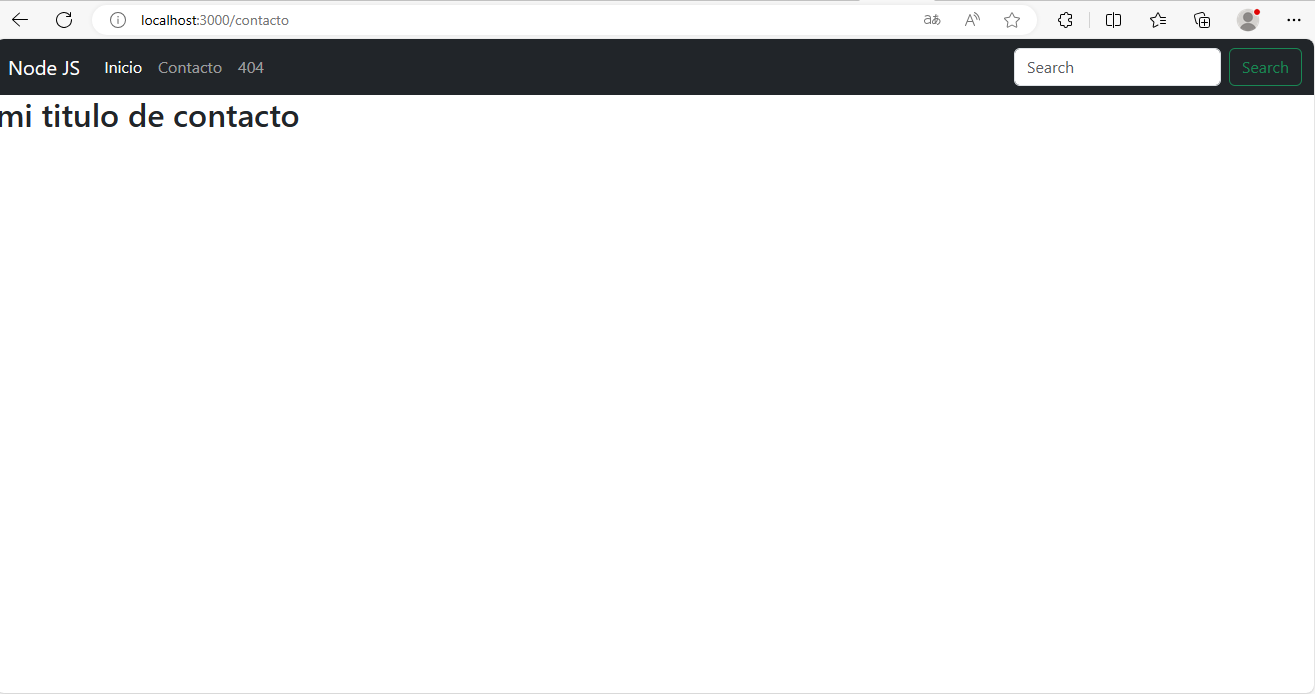 localhost:3000/contacto
Node JS Inicio Contacto 404 Search Search
mi titulo de contacto